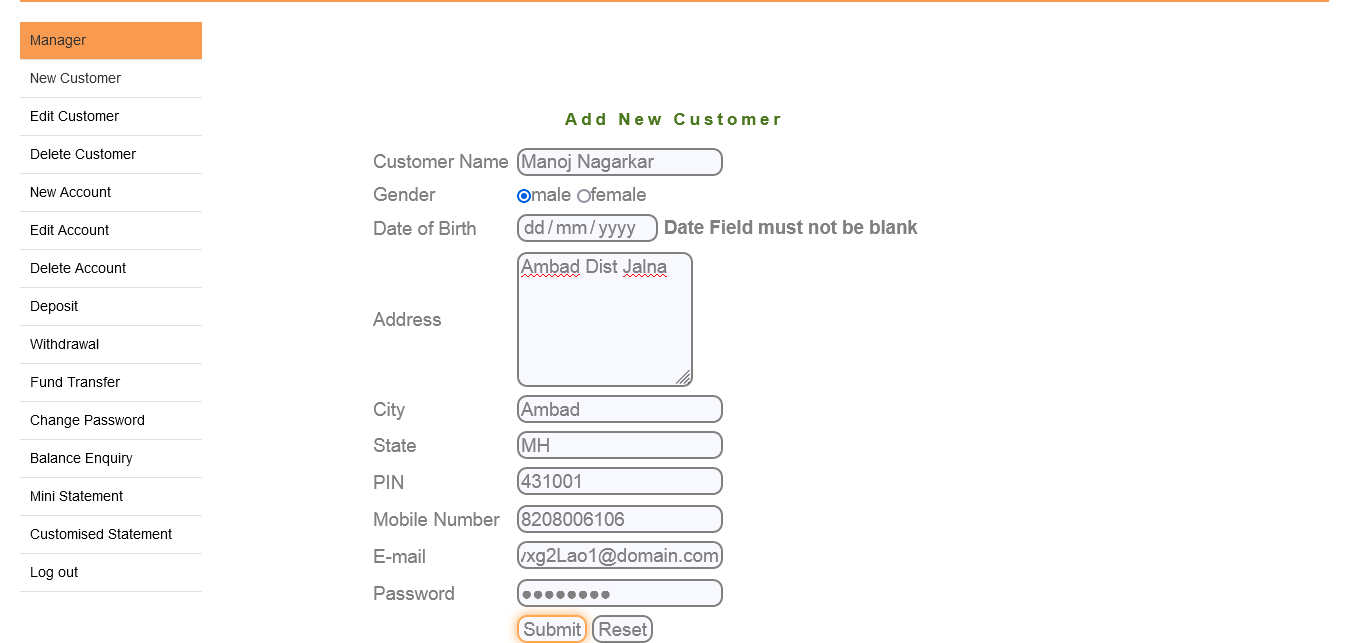 Manager
New Customer
Edit Customer
Delete Customer
New Account
Edit Account
Delete Account
Deposit
Withdrawal
Fund Transfer
Change Password
Balance Enquiry
Mini Statement
Customised Statement
Log out
Add New Customer
Customer Name Manoj Nagarkar
Gender male female
Date of Birth dd/mm/yyyy Date Field must not be blank
Address Ambad Dist Jalna
City Ambad
State MH
PIN 431001
Mobile Number 8208006106
E-mail xg2Lao1@domain.com
Password ••••••••
Submit Reset